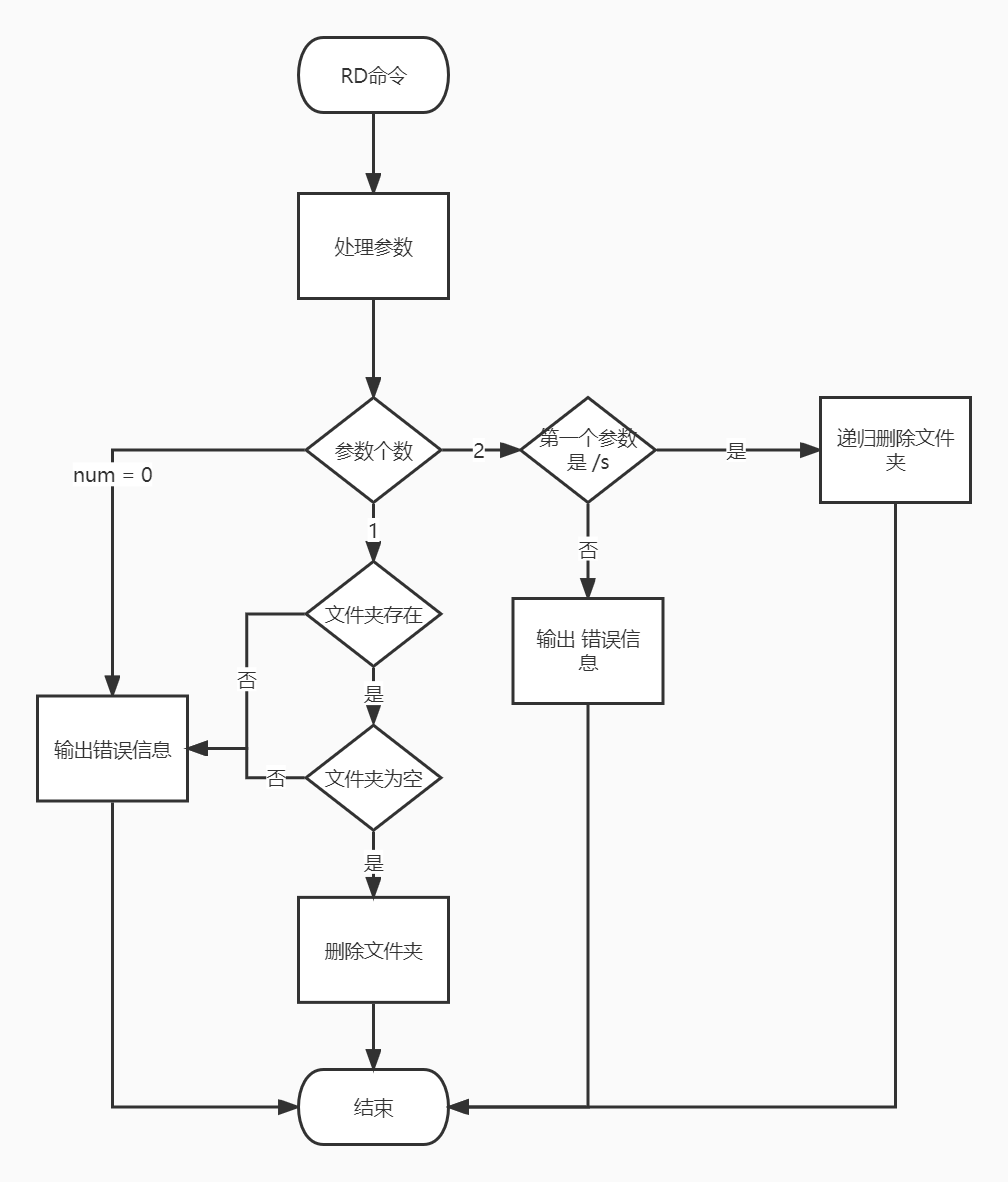 RD命令
处理参数
参数个数
2
第一个参数
是 /s
是
递归删除文件
夹
num = 0
1
否
文件夹存在
输出 错误信
息
否
是
输出错误信息
文件夹为空
否
是
删除文件夹
结束